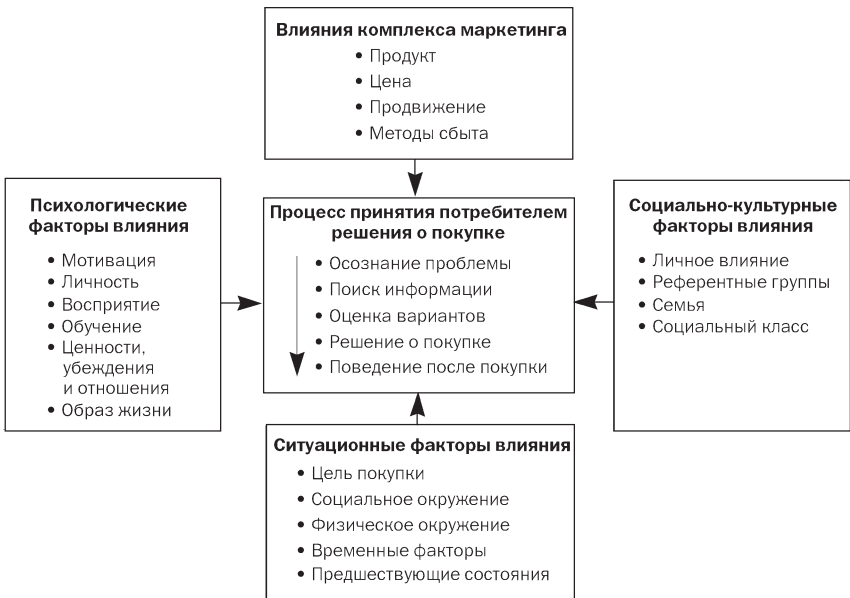 Влияния комплекса маркетинга
• Продукт
• Цена
• Продвижение
• Методы сбыта
Психологические
факторы влияния
• Мотивация
• Личность
• Восприятие
• Обучение
• Ценности,
убеждения
и отношения
• Образ жизни
Процесс принятия потребителем
решения о покупке
• Осознание проблемы
• Поиск информации
• Оценка вариантов
• Решение о покупке
• Поведение после покупки
Социально-культурные
факторы влияния
• Личное влияние
• Референтные группы
• Семья
• Социальный класс
Ситуационные факторы влияния
• Цель покупки
• Социальное окружение
• Физическое окружение
• Временные факторы
• Предшествующие состояния